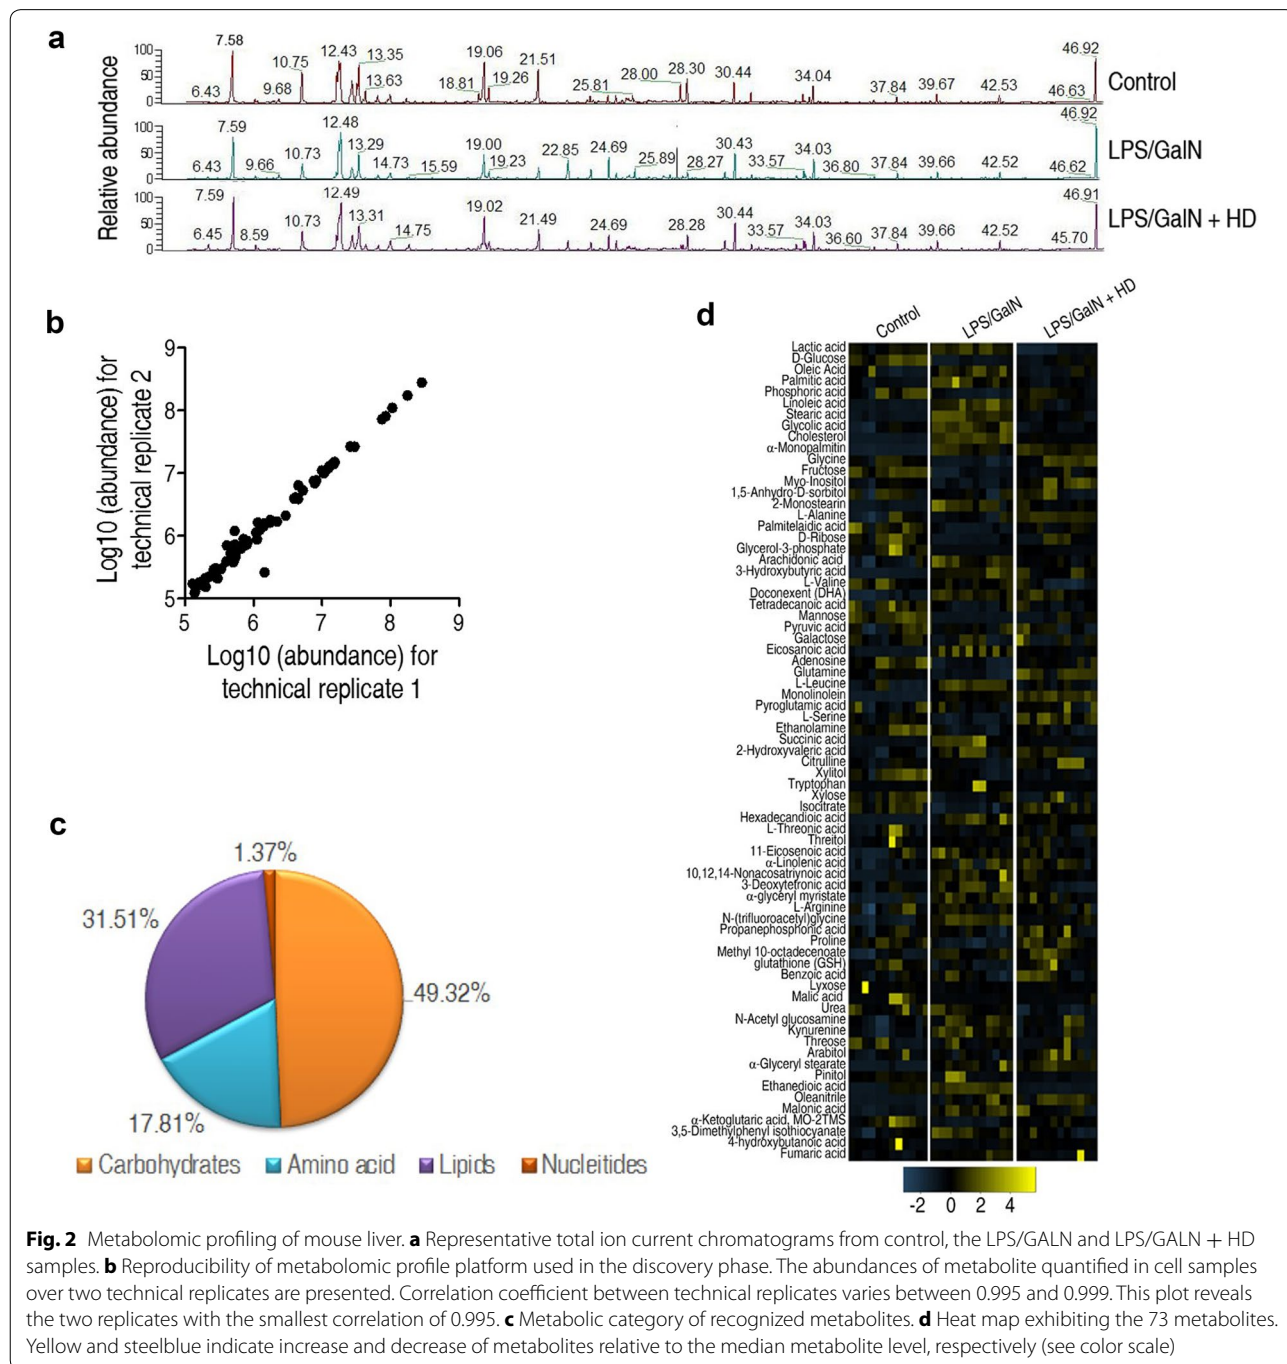 a
Relative abundance
100
50
0
6.43
7.58
9.68
10.75
12.43
13.35
13.63
18.81
19.06
19.26
21.51
25.81
28.00
28.30
30.44
34.04
37.84
39.67
42.53
46.63
46.92
Control
100
50
0
6.43
7.59
9.66
10.73
12.48
13.29
14.73
15.59
19.00
19.23
22.85
24.69
25.89
28.27
30.43
33.57
34.03
36.80
37.84
39.66
42.52
46.62
46.92
LPS/GalN
100
50
0
6.45
7.59
8.59
10.73
12.49
13.31
14.75
19.02
21.49
24.69
28.28
30.44
33.57
34.03
36.60
37.84
39.66
42.52
45.70
46.91
LPS/GalN + HD
b
Log10 (abundance) for
technical replicate 2
9
8
7
6
5
5 6 7 8 9
Log10 (abundance) for
technical replicate 1
c
1.37%
31.51%
49.32%
17.81%
Carbohydrates Amino acid Lipids Nucleitides
d
Control LPS/GalN LPS/GalN + HD
Lactic acid
D-Glucose
Oleic Acid
Palmitic acid
Phosphoric acid
Linoleic acid
Stearic acid
Glycolic acid
Cholesterol
α-Monopalmitin
Glycine
Fructose
Myo-Inositol
1,5-Anhydro-D-sorbitol
2-Monostearin
L-Alanine
Palmitelaidic acid
D-Ribose
Glycerol-3-phosphate
Arachidonic acid
3-Hydroxybutyric acid
L-Valine
Doconexent (DHA)
Tetradecanoic acid
Mannose
Pyruvic acid
Galactose
Eicosanoic acid
Adenosine
Glutamine
L-Leucine
Monolinolein
Pyroglutamic acid
L-Serine
Ethanolamine
Succinic acid
2-Hydroxyvaleric acid
Citrulline
Xylitol
Tryptophan
Xylose
Isocitrate
Hexadecandioic acid
L-Threonic acid
Threitol
11-Eicosenoic acid
α-Linolenic acid
10,12,14-Nonacosatriynoic acid
3-Deoxytetronic acid
α-glyceryl myristate
L-Arginine
N-(trifluoroacetyl)glycine
Propanephosphonic acid
Proline
Methyl 10-octadecenoate
glutathione (GSH)
Benzoic acid
Lyxose
Malic acid
Urea
N-Acetyl glucosamine
Kynurenine
Threose
Arabitol
α-Glyceryl stearate
Pinitol
Ethanedioic acid
Oleanitrile
Malonic acid
α-Ketoglutaric acid, MO-2TMS
3,5-Dimethylphenyl isothiocyanate
4-hydroxybutanoic acid
Fumaric acid
-2 0 2 4
Fig. 2 Metabolomic profiling of mouse liver. a Representative total ion current chromatograms from control, the LPS/GALN and LPS/GALN + HD
samples. b Reproducibility of metabolomic profile platform used in the discovery phase. The abundances of metabolite quantified in cell samples
over two technical replicates are presented. Correlation coefficient between technical replicates varies between 0.995 and 0.999. This plot reveals
the two replicates with the smallest correlation of 0.995. c Metabolic category of recognized metabolites. d Heat map exhibiting the 73 metabolites.
Yellow and steelblue indicate increase and decrease of metabolites relative to the median metabolite level, respectively (see color scale)